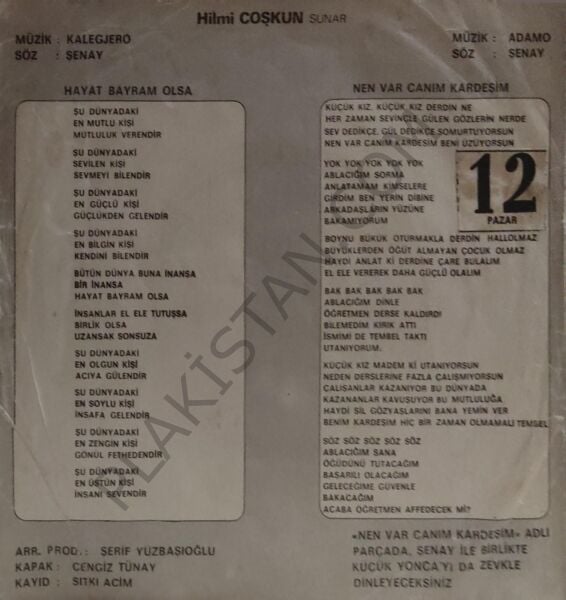 Hilmi COŞKUN SUNAR
MÜZİK : KALEGJERO
SÖZ : ŞENAY
MÜZİK : ADAMO
SÖZ : ŞENAY
HAYAT BAYRAM OLSA
ŞU DÜNYADAKİ
EN MUTLU KİŞİ
MUTLULUK VERENDİR
ŞU DÜNYADAKİ
SEVİLEN KİŞİ
SEVMEYİ BİLENDİR
ŞU DÜNYADAKİ
EN GÜÇLÜ KİŞİ
GÜÇLÜKDEN GELENDİR
ŞU DÜNYADAKİ
EN BİLGİN KİŞİ
KENDİNİ BİLENDİR
BÜTÜN DÜNYA BUNA İNANSA
BİR İNANSA
HAYAT BAYRAM OLSA
İNSANLAR EL ELE TUTUŞSA
BİRLİK OLSA
UZANSAK SONSUZA
ŞU DÜNYADAKİ
EN OLGUN KİŞİ
ACIYA GÜLENDİR
ŞU DÜNYADAKİ
EN SOYLU KİŞİ
İNSAFA GELENDİR
ŞU DÜNYADAKİ
EN ZENGİN KİŞİ
GÖNÜL FETHEDENDİR
ŞU DÜNYADAKİ
EN ÜSTÜN KİŞİ
İNSANI SEVENDİR
NEN VAR CANIM KARDEŞİM
KÜÇÜK KIZ, KÜÇÜK KIZ DERDİN NE
HER ZAMAN SEVİNÇLE GÜLEN GÖZLERİN NERDE
SEV DEDİKÇE, GÜL DEDİKÇE SOMURTUYORSUN
NEN VAR CANIM KARDEŞİM BENİ ÜZÜYORSUN
YOK YOK YOK YOK YOK
ABLACIĞIM SORMA
ANLATAMAM KİMSELERE
GİRDİM BEN YERİN DİBİNE
ARKADAŞLARIN YÜZÜNE
BAKAMIYORUM
12
PAZAR
BOYNU BÜKÜK OTURMAKLA DERDİN HALLOLMAZ
BÜYÜKLERDEN ÖĞÜT ALMAYAN ÇOCUK OLMAZ
HAYDİ ANLAT Kİ DERDİNE ÇARE BULALIM
EL ELE VEREREK DAHA GÜÇLÜ OLALIM
BAK BAK BAK BAK BAK
ABLACIĞIM DİNLE
ÖĞRETMEN DERSE KALDIRDI
BİLEMEDİM KIRIK ATTI
İSMİMİ DE TEMBEL TAKTI
UTANIYORUM.
KÜÇÜK KIZ MADEM Kİ UTANIYORSUN
NEDEN DERSLERİNE FAZLA ÇALIŞMIYORSUN
ÇALIŞANLAR KAZANIYOR BU DÜNYADA
KAZANANLAR KAVUŞUYOR BU MUTLULUĞA
HAYDİ SİL GÖZYAŞLARINI BANA YEMİN VER
BENİM KARDEŞİM HİÇ BİR ZAMAN OLMAMALI TEMSEL
SÖZ SÖZ SÖZ SÖZ SÖZ
ABLACIĞIM SANA
ÖĞÜDÜNÜ TUTACAĞIM
BAŞARILI OLACAĞIM
GELECEĞİME GÜVENLE
BAKACAĞIM
ACABA ÖĞRETMEN AFFEDECEK Mİ?
ARR. PROD.: ŞERİF YÜZBAŞIOĞLU
KAPAK : CENGİZ TÜNAY
KAYID : SITKI ACIM
«NEN VAR CANIM KARDEŞİM» ADLI
PARÇADA, ŞENAY İLE BİRLİKTE
KÜÇÜK YONCA'YI DA ZEVKLE
DİNLEYECEKSİNİZ